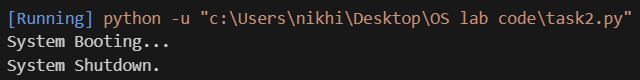 [Running] python -u "c:\Users\nikhi\Desktop\OS lab code\task2.py"
System Booting...
System Shutdown.